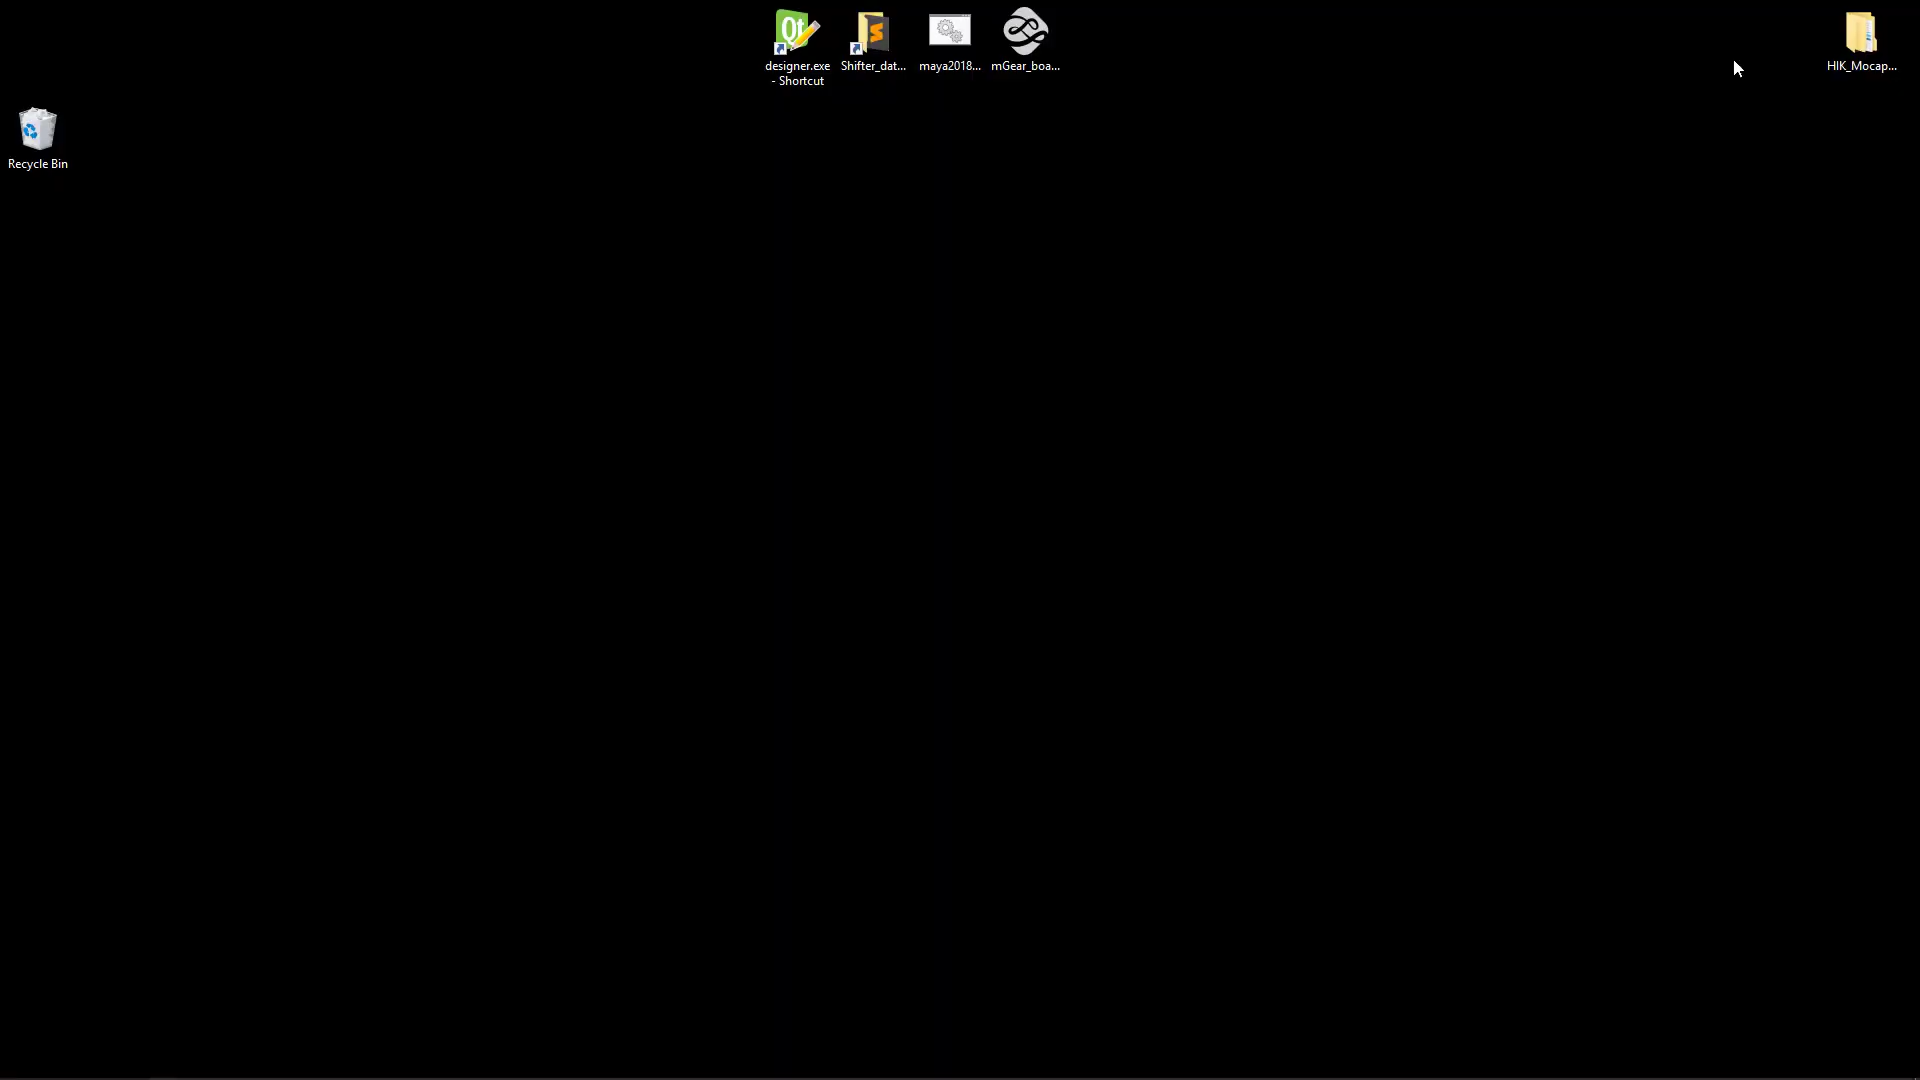 designer.exe
- Shortcut
Shifter_dat...
maya2018...
mGear_boa...
HIK_Mocap...
Recycle Bin